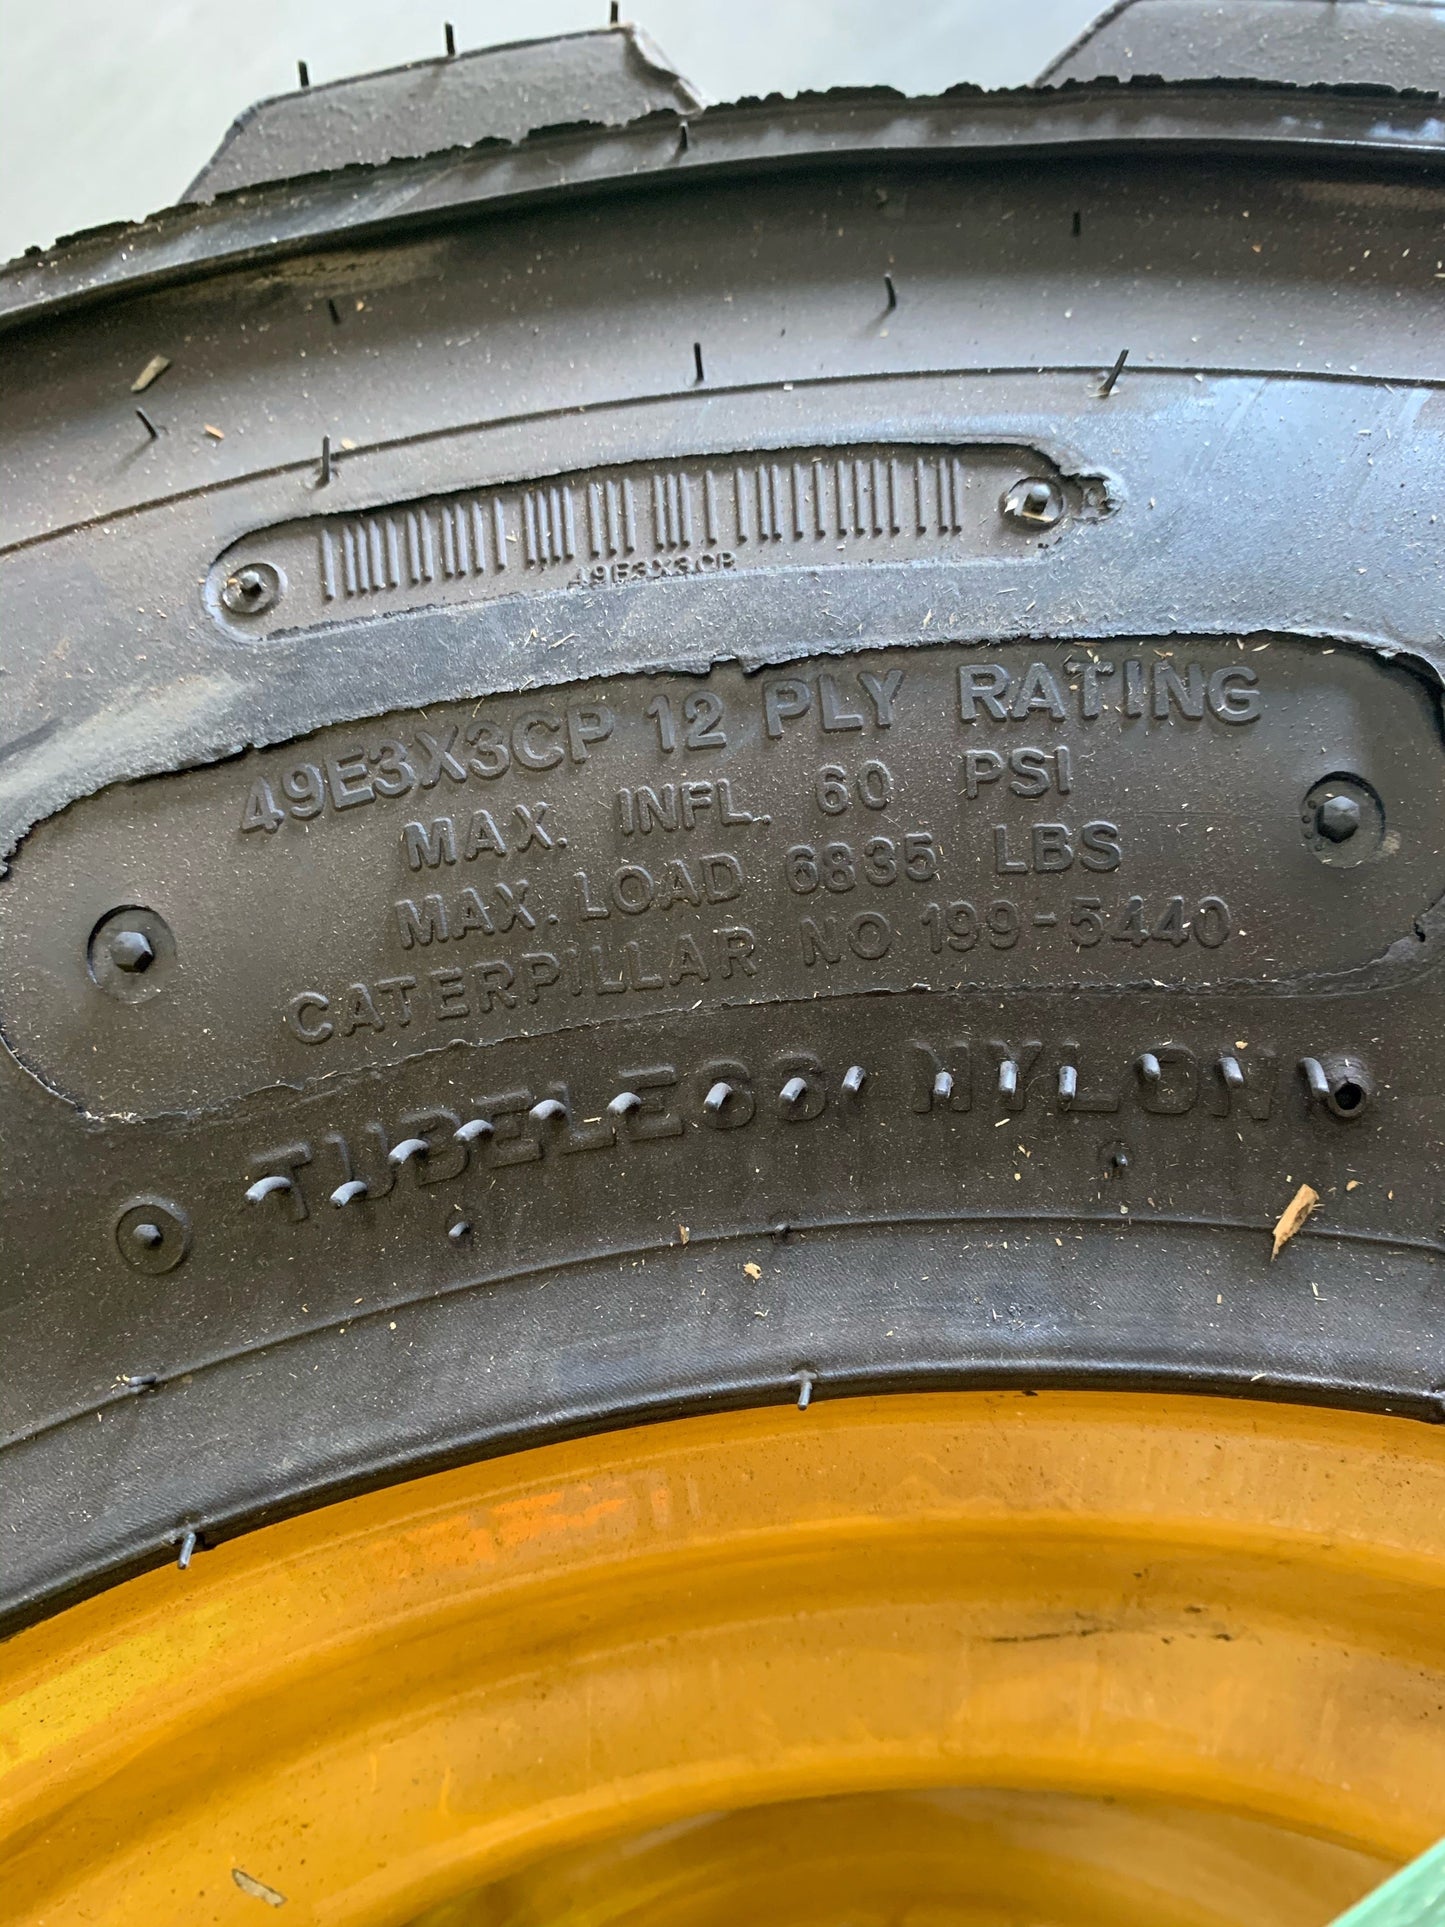 49E3X3CP
49E3X3CP 12 PLY RATING
MAX. INFL. 60 PSI
MAX. LOAD 6835 LBS
CATERPILLAR NO 199-5440
TUBELESS NYLON